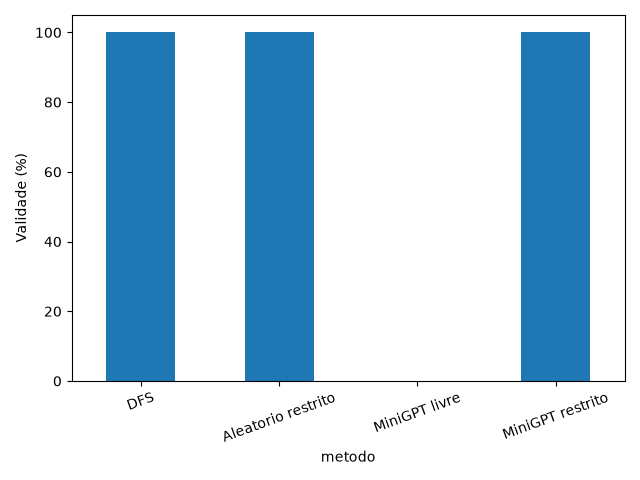 Validade (%)
100
80
60
40
20
0
DFS
Aleatorio restrito
MiniGPT livre
MiniGPT restrito
metodo